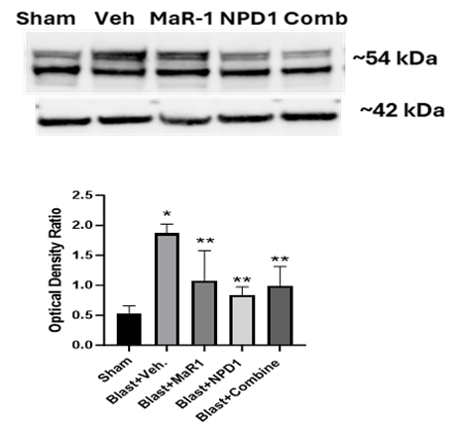 Sham Veh MaR-1 NPD1 Comb
~54 kDa
~42 kDa
2.5
2.0
1.5
1.0
0.5
0.0
Optical Density Ratio
*
**
**
**
Sham
Blast+Veh.
Blast+MaR1
Blast+NPD1
Blast+Combine